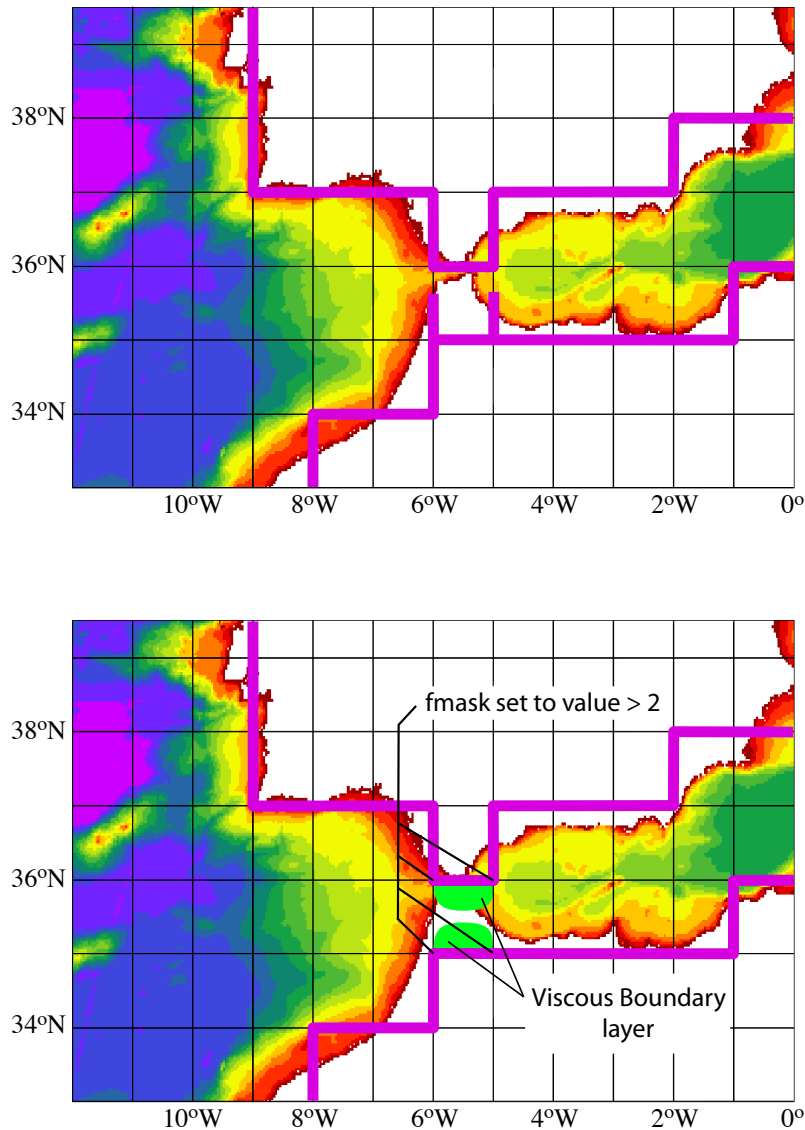 38ºN
36ºN
34ºN
10ºW 8ºW 6ºW 4ºW 2ºW 0º
fmask set to value > 2
38ºN
36ºN
Viscous Boundary
layer
34ºN
10ºW 8ºW 6ºW 4ºW 2ºW 0º